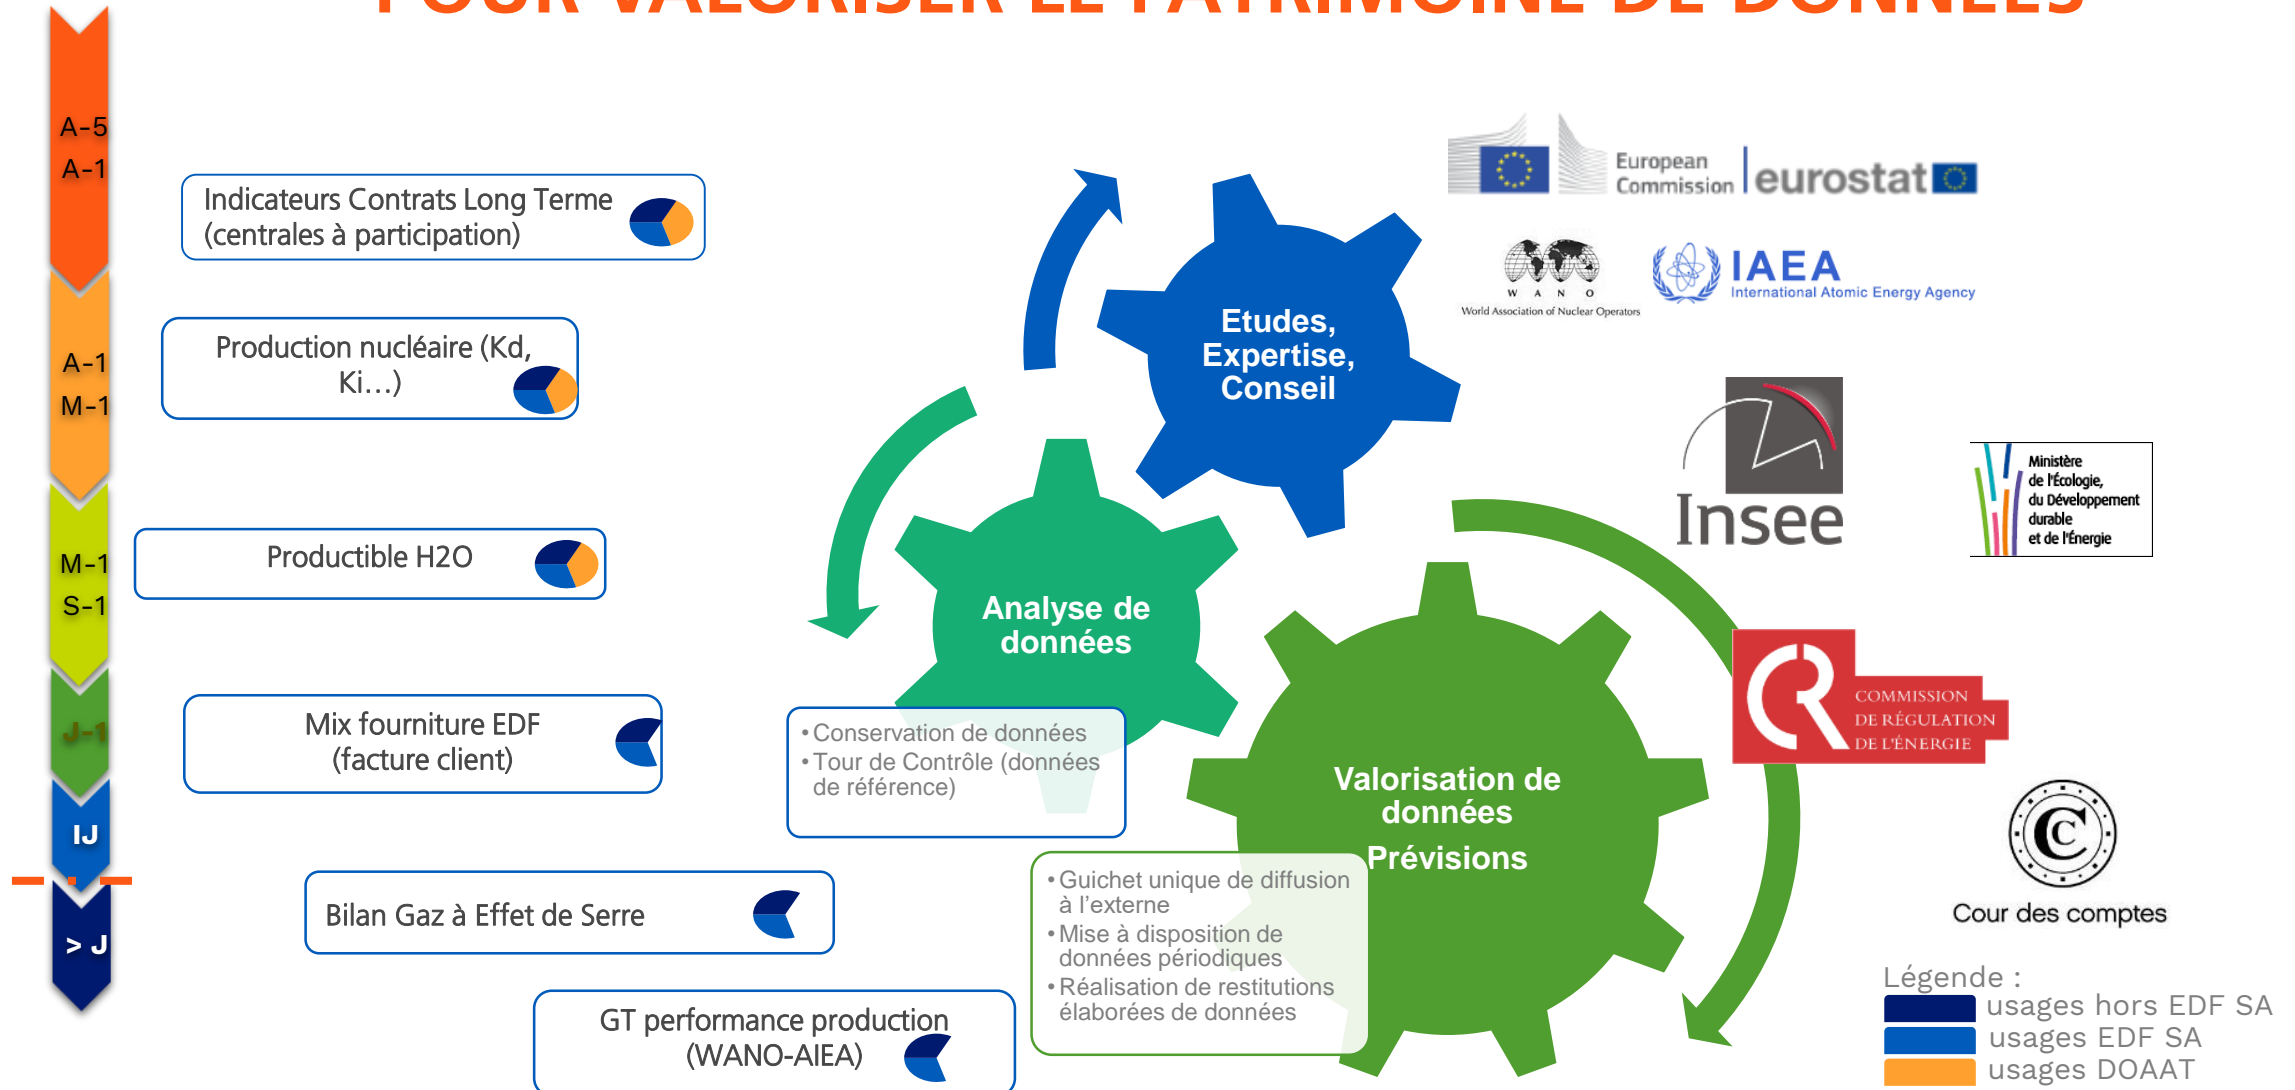 POUR VALORISER LE PATRIMOINE DE DONNÉES
A-5
A-1
A-1
M-1
M-1
S-1
J-1
IJ
> J
Indicateurs Contrats Long Terme
(centrales à participation)
Production nucléaire (Kd,
Ki…)
Productible H2O
Mix fourniture EDF
(facture client)
Bilan Gaz à Effet de Serre
GT performance production
(WANO-AIEA)
Etudes,
Expertise,
Conseil
Analyse de
données
•Conservation de données
•Tour de Contrôle (données
de référence)
Valorisation de
données
Prévisions
•Guichet unique de diffusion
à l'externe
•Mise à disposition de
données périodiques
•Réalisation de restitutions
élaborées de données
European
Commission
eurostat
W A N O
World Association of Nuclear Operators
IAEA
International Atomic Energy Agency
Insee
Ministère
de l'Écologie,
du Développement
durable
et de l'Énergie
CR
COMMISSION
DE RÉGULATION
DE L'ÉNERGIE
CC
Cour des comptes
Légende :
usages hors EDF SA
usages EDF SA
usages DOAAT